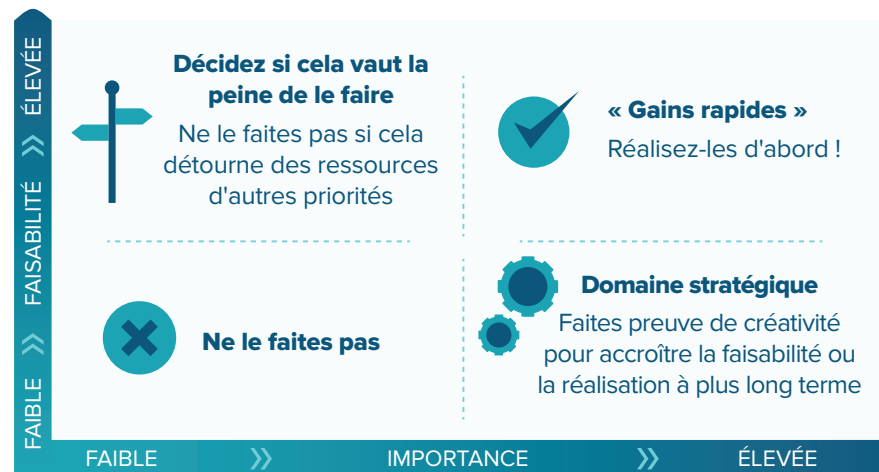 Décidez si cela vaut la
peine de le faire
Ne le faites pas si cela
détourne des ressources
d'autres priorités
« Gains rapides »
Réalisez-les d'abord !
Ne le faites pas
Domaine stratégique
Faites preuve de créativité
pour accroître la faisabilité ou
la réalisation à plus long terme
FAIBLE FAISABILITÉ ÉLEVÉE
FAIBLE IMPORTANCE ÉLEVÉE